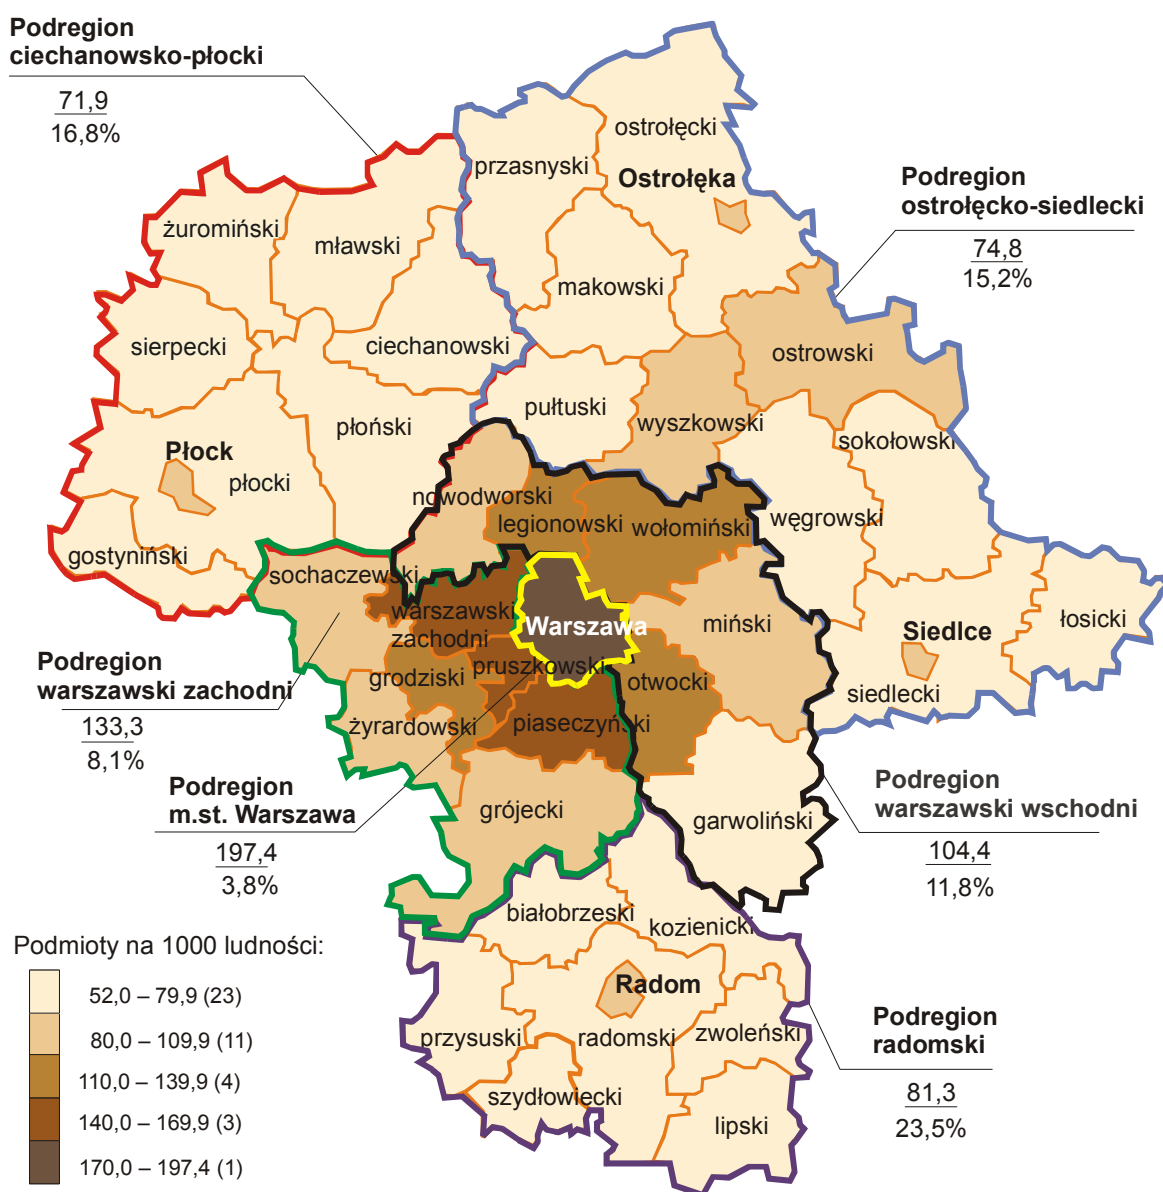 Podregion
ciechanowsko-płocki
71,9
16,8%
ostrołęcki
przasnyski
Ostrołęka
Podregion
ostrołęcko-siedlecki
74,8
15,2%
żuromiński
mławski
makowski
sierpecki
ciechanowski
ostrowski
pułtuski
wyszkowski
płoński
sokołowski
Płock
płocki
nowodworski
legionowski
wołomiński
węgrowski
gostyniński
sochaczewski
warszawski
zachodni
Warszawa
miński
Siedlce
łosicki
pruszkowski
grodziski
otwocki
siedlecki
żyrardowski
piaseczyński
Podregion
warszawski zachodni
133,3
8,1%
Podregion
m.st. Warszawa
197,4
3,8%
grójecki
garwoliński
Podregion
warszawski wschodni
104,4
11,8%
białobrzeski
kozienicki
Radom
przysuski
radomski
zwoleński
szydłowiecki
lipski
Podregion
radomski
81,3
23,5%
Podmioty na 1000 ludności:
52,0 – 79,9 (23)
80,0 – 109,9 (11)
110,0 – 139,9 (4)
140,0 – 169,9 (3)
170,0 – 197,4 (1)